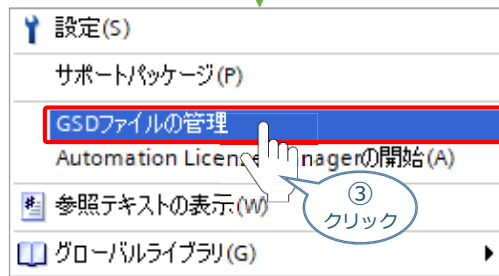 設定(S)
サポートパッケージ(P)
GSDファイルの管理
Automation License Managerの開始(A)
参照テキストの表示(W)
③
クリック
グローバルライブラリ(G)